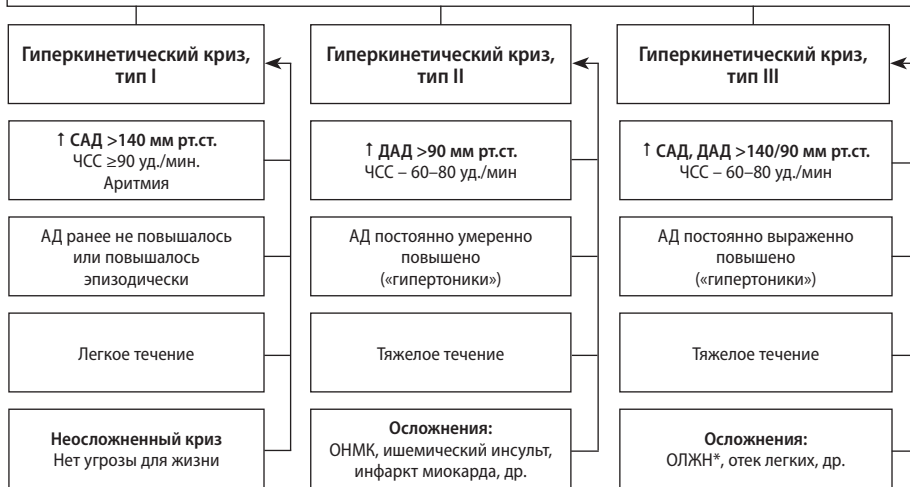 Гиперкинетический криз,
тип I
↑ САД >140 мм рт.ст.
ЧСС ≥90 уд./мин.
Аритмия
АД ранее не повышалось
или повышалось
эпизодически
Легкое течение
Неосложненный криз
Нет угрозы для жизни
Гиперкинетический криз,
тип II
↑ ДАД >90 мм рт.ст.
ЧСС – 60–80 уд./мин
АД постоянно умеренно
повышено
(«гипертоники»)
Тяжелое течение
Осложнения:
ОНМК, ишемический инсульт,
инфаркт миокарда, др.
Гиперкинетический криз,
тип III
↑ САД, ДАД >140/90 мм рт.ст.
ЧСС – 60–80 уд./мин
АД постоянно выраженно
повышено
(«гипертоники»)
Тяжелое течение
Осложнения:
ОЛЖН*, отек легких, др.